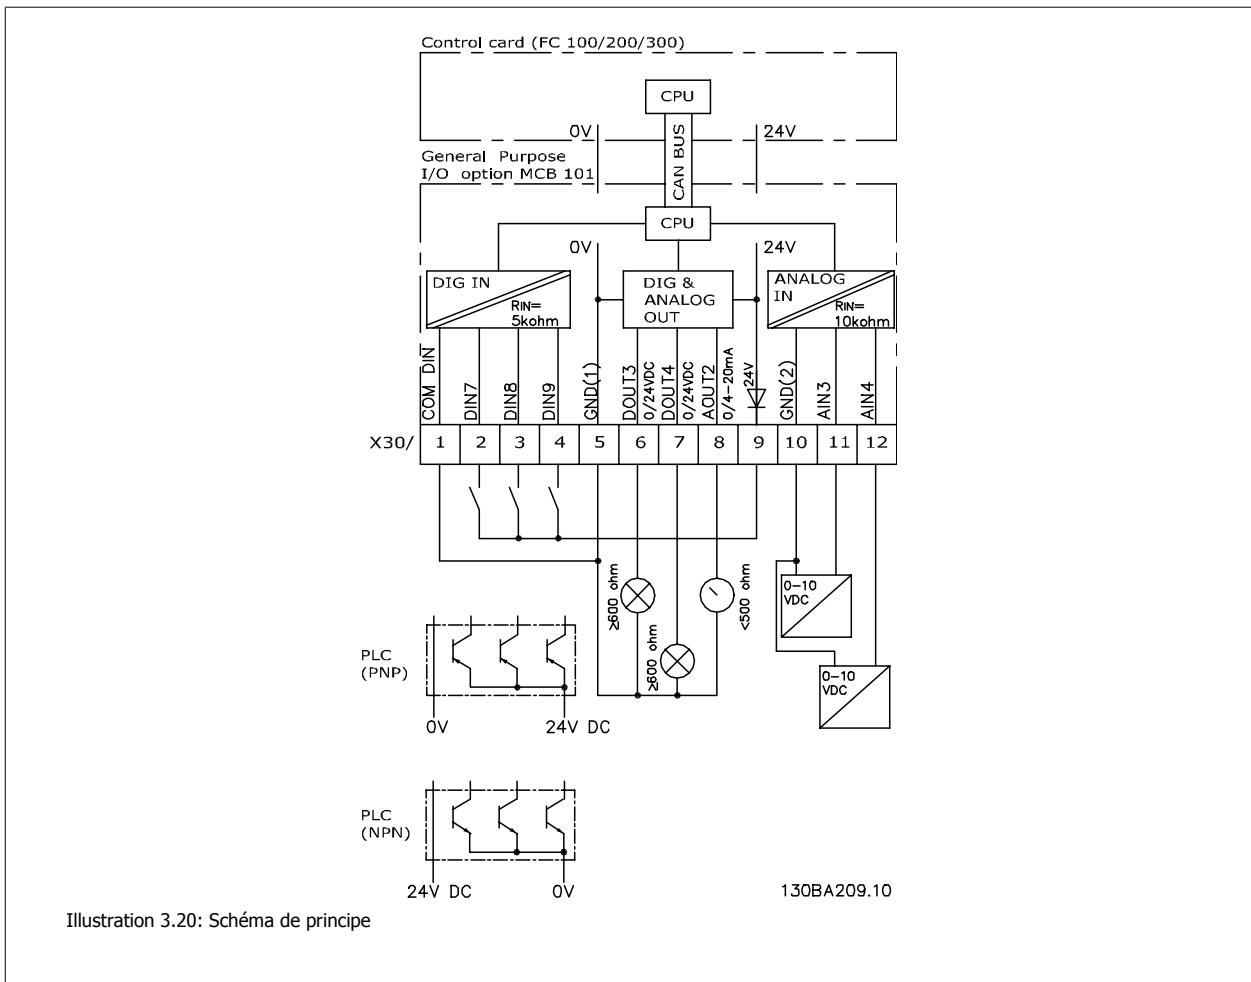 Control card (FC 100/200/300)
CPU
0V
24V
CAN BUS
General Purpose
I/O option MCB 101
CPU
0V
24V
DIG IN
RIN=
5kohm
DIG &
ANALOG
OUT
ANALOG
IN
RIN=
10kohm
COM DIN
DIN7
DIN8
DIN9
GND(1)
DOUT3
0/24VDC
DOUT4
0/24VDC
AOUT2
0/4-20mA
24V
GND(2)
AIN3
AIN4
X30/ 1 2 3 4 5 6 7 8 9 10 11 12
≥600 ohm
<500 ohm
0-10
VDC
≥600 ohm
0-10
VDC
PLC
(PNP)
0V
24V DC
PLC
(NPN)
24V DC
0V
130BA209.10
Illustration 3.20: Schéma de principe